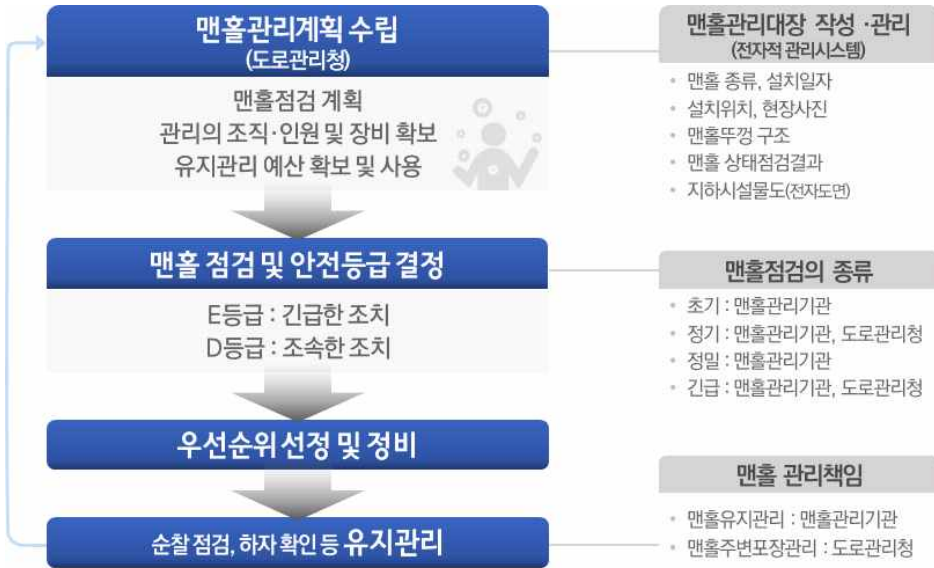 맨홀관리계획 수립
(도로관리청)
맨홀점검 계획
관리의 조직·인원 및 장비 확보
유지관리 예산 확보 및 사용
맨홀 점검 및 안전등급 결정
E등급 : 긴급한 조치
D등급 : 조속한 조치
우선순위 선정 및 정비
순찰 점검, 하자 확인 등 유지관리
맨홀관리대장 작성 ·관리
(전자적 관리시스템)
• 맨홀 종류, 설치일자
• 설치위치, 현장사진
• 맨홀뚜껑 구조
• 맨홀 상태점검결과
• 지하시설물도(전자도면)
맨홀점검의 종류
• 초기 : 맨홀관리기관
• 정기 : 맨홀관리기관, 도로관리청
• 정밀 : 맨홀관리기관
• 긴급 : 맨홀관리기관, 도로관리청
맨홀 관리책임
• 맨홀유지관리 : 맨홀관리기관
• 맨홀주변포장관리 : 도로관리청